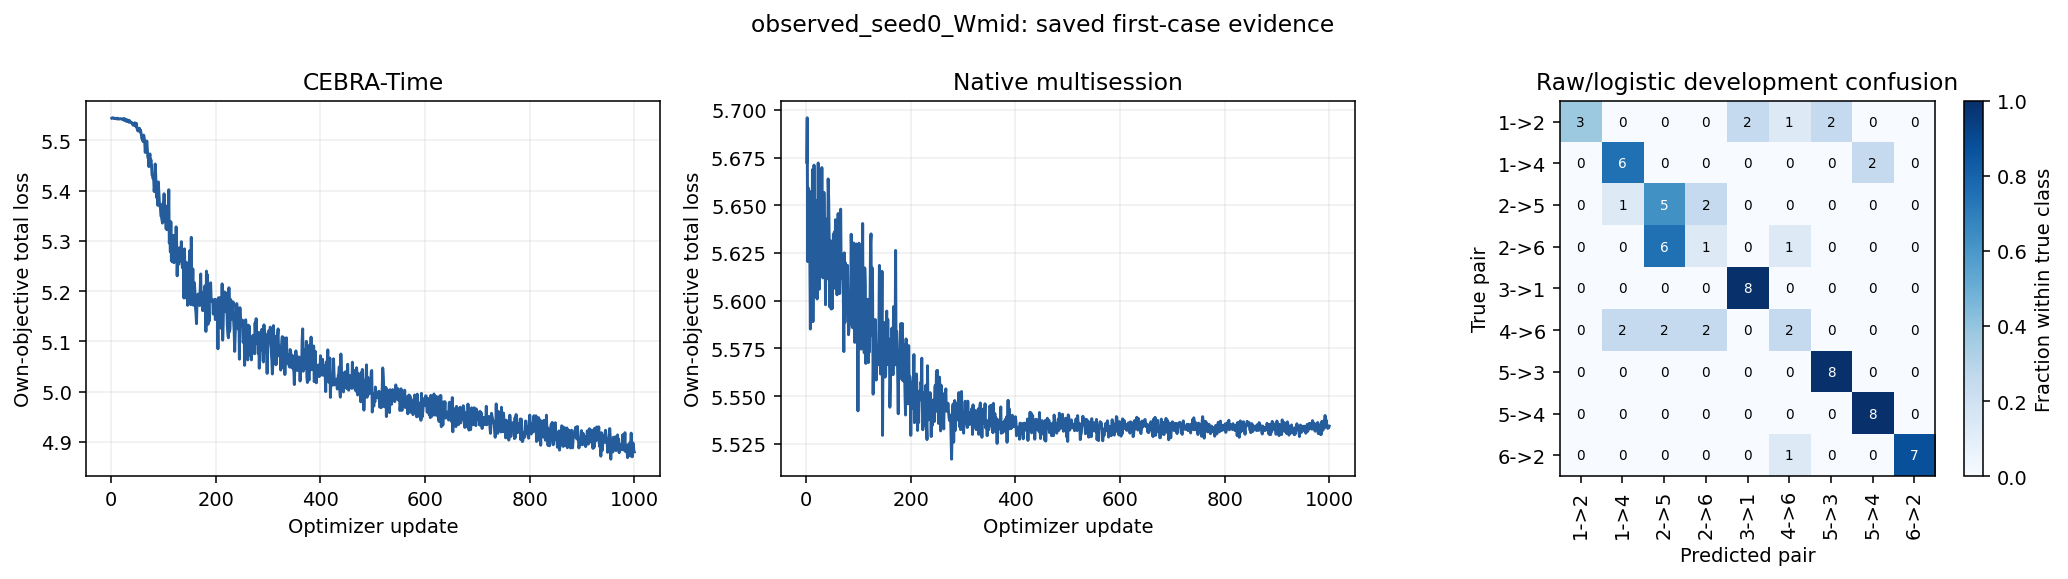 observed_seed0_Wmid: saved first-case evidence
CEBRA-Time
Own-objective total loss
5.5
5.4
5.3
5.2
5.1
5.0
4.9
0 200 400 600 800 1000
Optimizer update
Native multisession
Own-objective total loss
5.700
5.675
5.650
5.625
5.600
5.575
5.550
5.525
0 200 400 600 800 1000
Optimizer update
Raw/logistic development confusion
True pair
1->2 3 0 0 0 2 1 2 0 0
1->4 0 6 0 0 0 0 0 2 0
2->5 0 1 5 2 0 0 0 0 0
2->6 0 0 6 1 0 1 0 0 0
3->1 0 0 0 0 8 0 0 0 0
4->6 0 2 2 2 0 2 0 0 0
5->3 0 0 0 0 0 0 8 0 0
5->4 0 0 0 0 0 0 0 8 0
6->2 0 0 0 0 0 1 0 0 7
1->2 1->4 2->5 2->6 3->1 4->6 5->3 5->4 6->2
Predicted pair
1.0
0.8
0.6
0.4
0.2
0.0
Fraction within true class